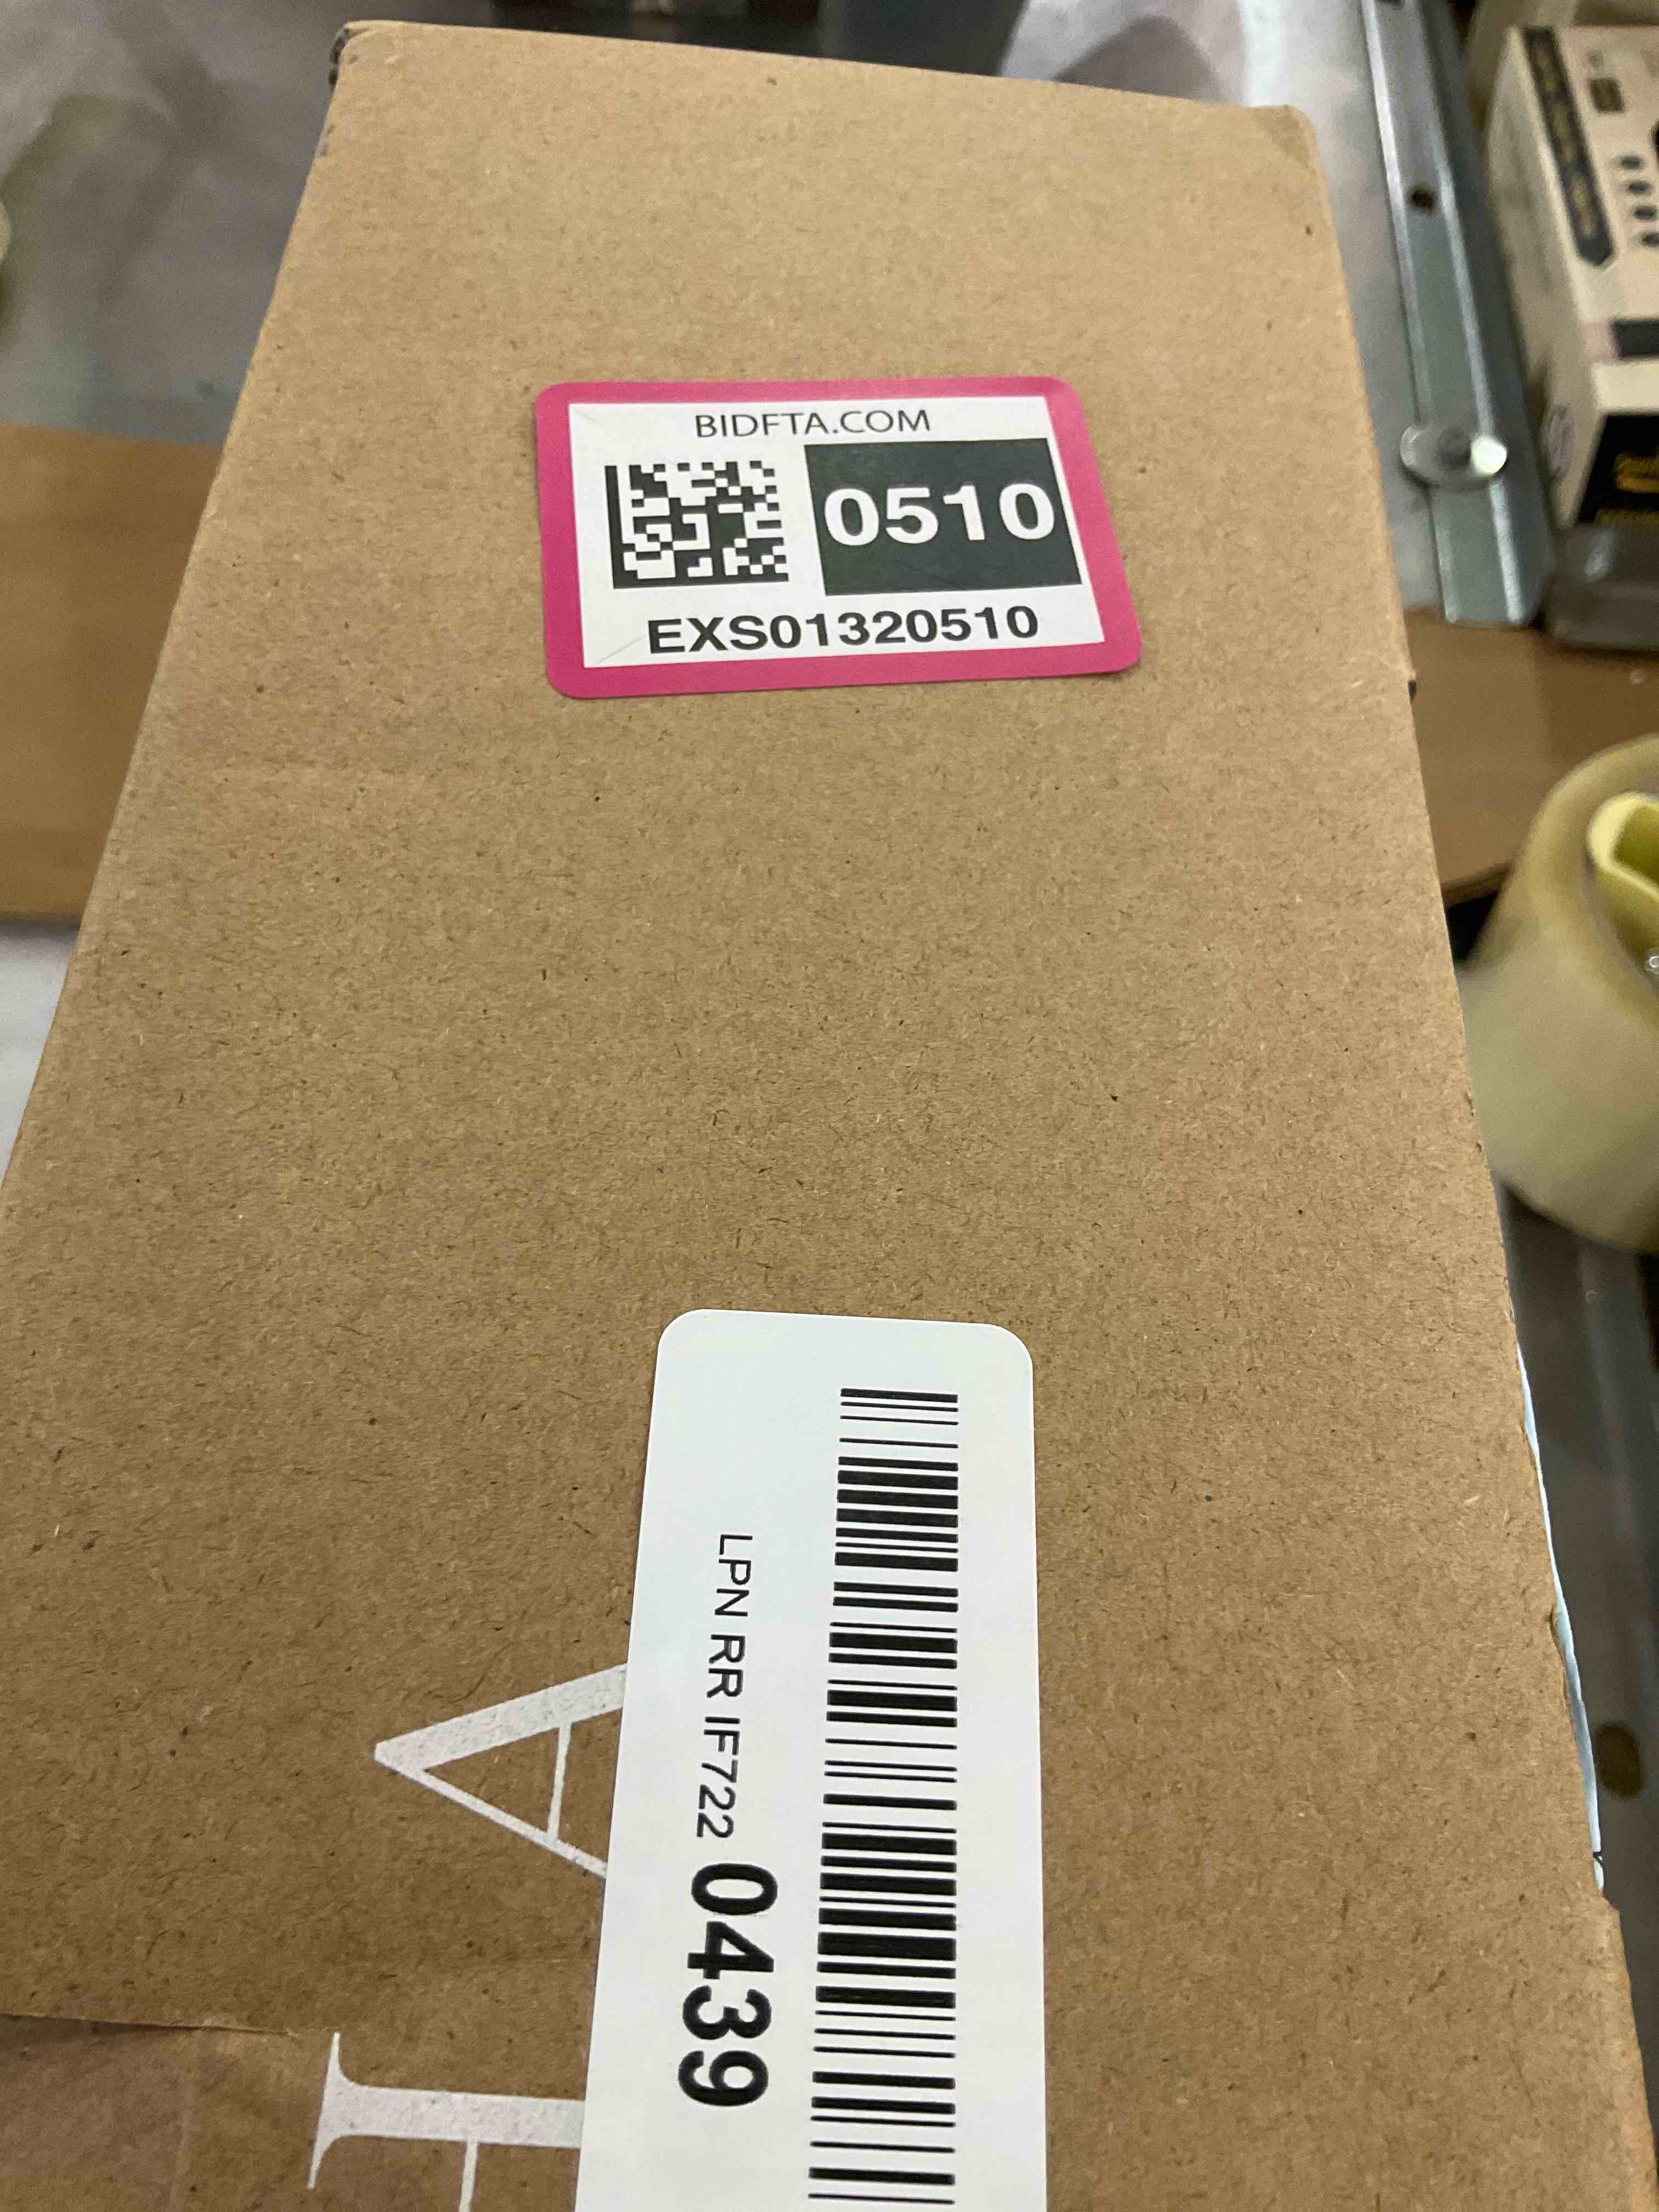 BIDFTA.COM
0510
EXS01320510
LPN RR IF722 0439
A